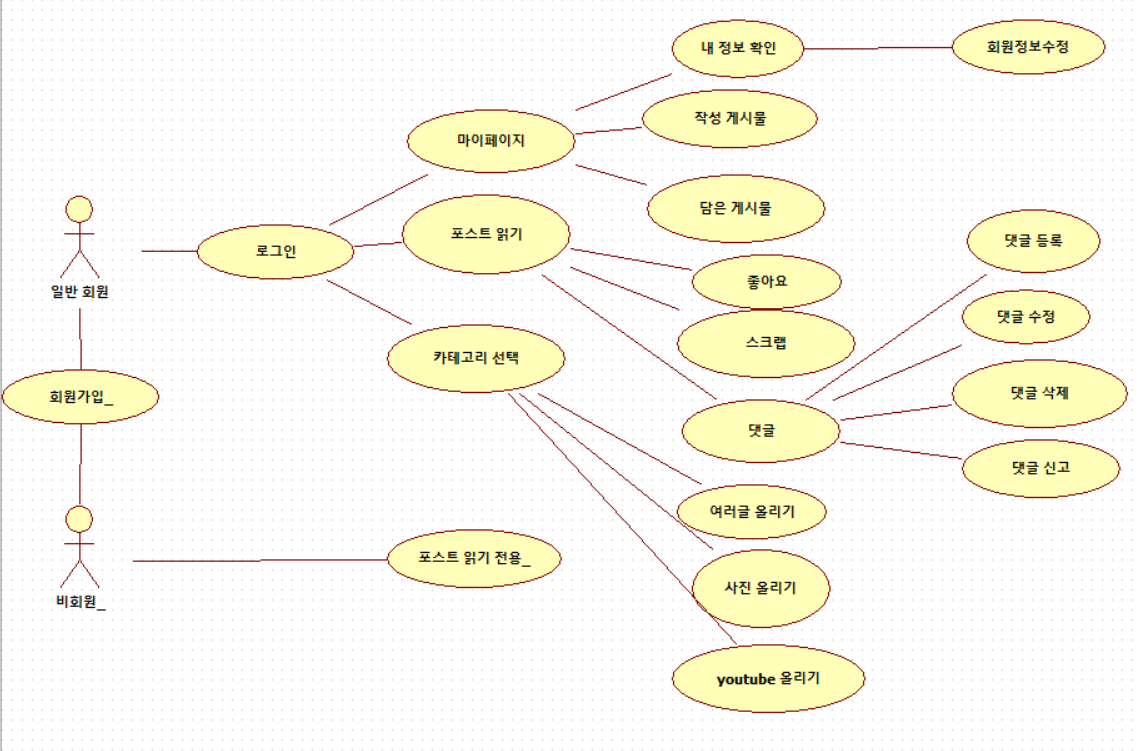 내 정보 확인
회원정보수정
작성 게시물
마이페이지
담은 게시물
포스트 읽기
로그인
일반 회원
좋아요
스크랩
댓글 등록
댓글 수정
카테고리 선택
회원가입_
댓글
댓글 삭제
댓글 신고
여러글 올리기
포스트 읽기 전용_
비회원_
사진 올리기
youtube 올리기